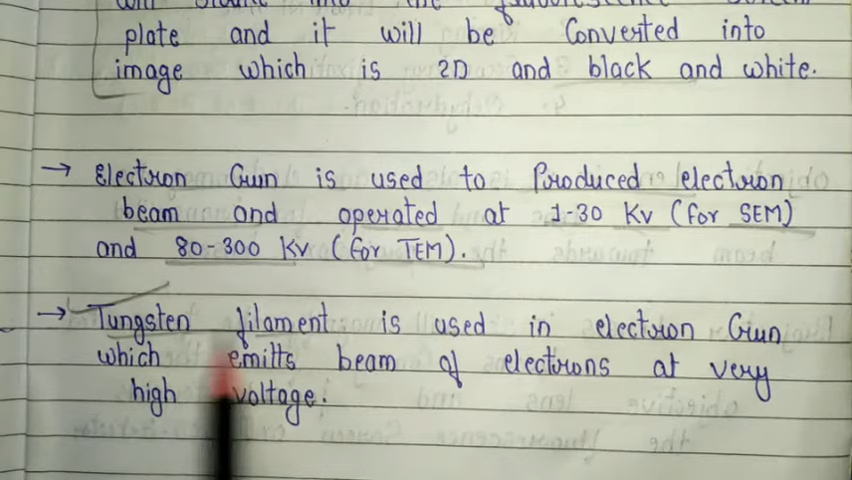 plate and it will be Converted into
image which is 2D and black and white.
→ Electron Gun is used to Produced electron
beam and operated at 1-30 Kv (for SEM)
and 80-300 Kv (for TEM).
→ Tungsten filament is used in electron Gun
which emitts beam of electrons at very
high voltage.